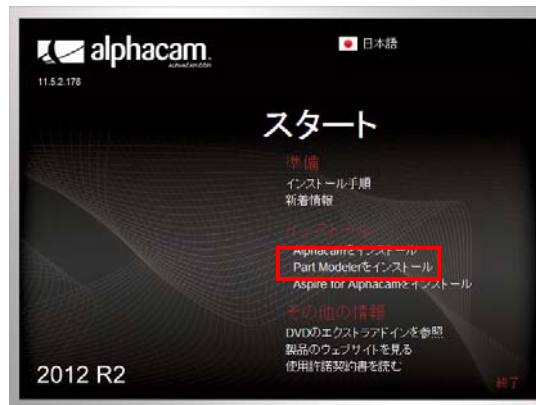 alphacam
ALPHACAM.COM
日本語
11.5.2.178
スタート
準備
インストール手順
新着情報
インストール
Alphacamをインストール
Part Modelerをインストール
Aspire for Alphacamをインストール
その他の情報
DVDのエクストラアドインを参照
製品のウェブサイトを見る
使用許諾契約書を読む
2012 R2
終了